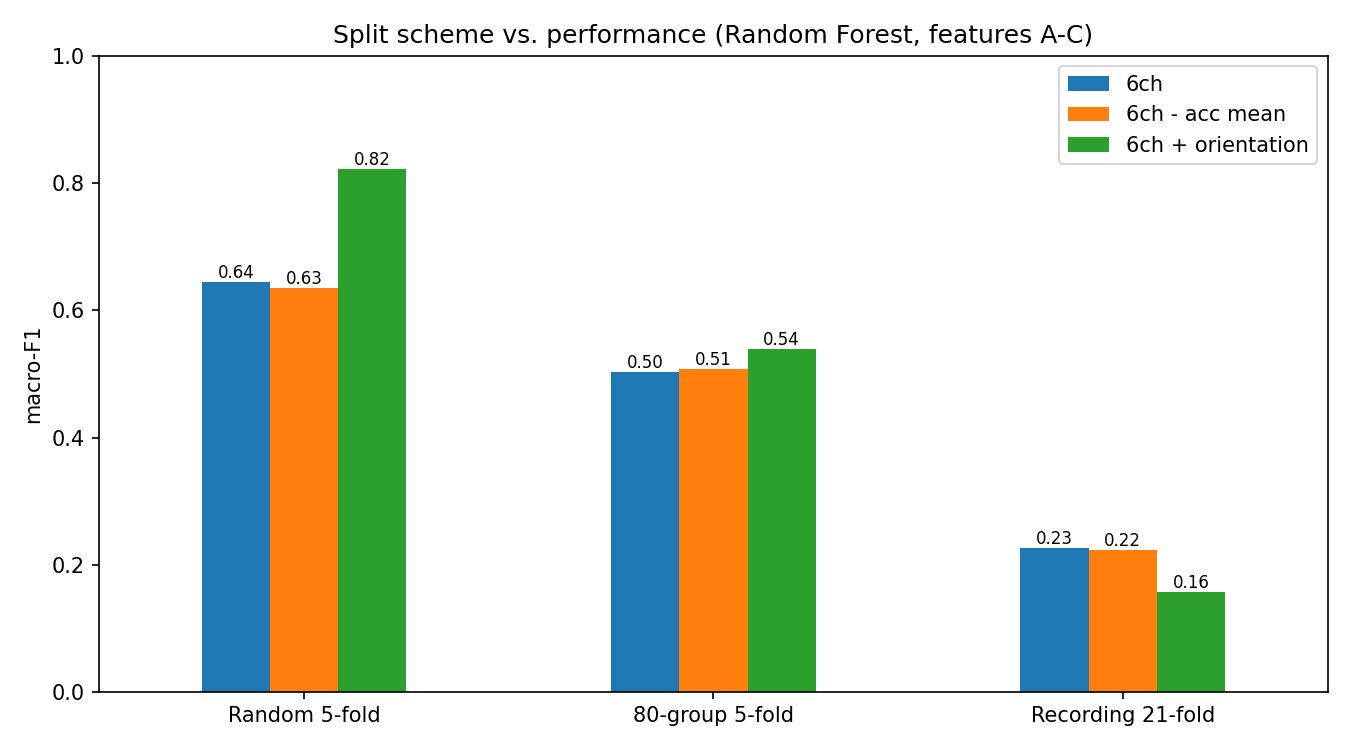 Split scheme vs. performance (Random Forest, features A-C)
6ch
6ch - acc mean
6ch + orientation
macro-F1
1.0
0.8
0.6
0.4
0.2
0.0
0.64
0.63
0.82
0.50
0.51
0.54
0.23
0.22
0.16
Random 5-fold
80-group 5-fold
Recording 21-fold